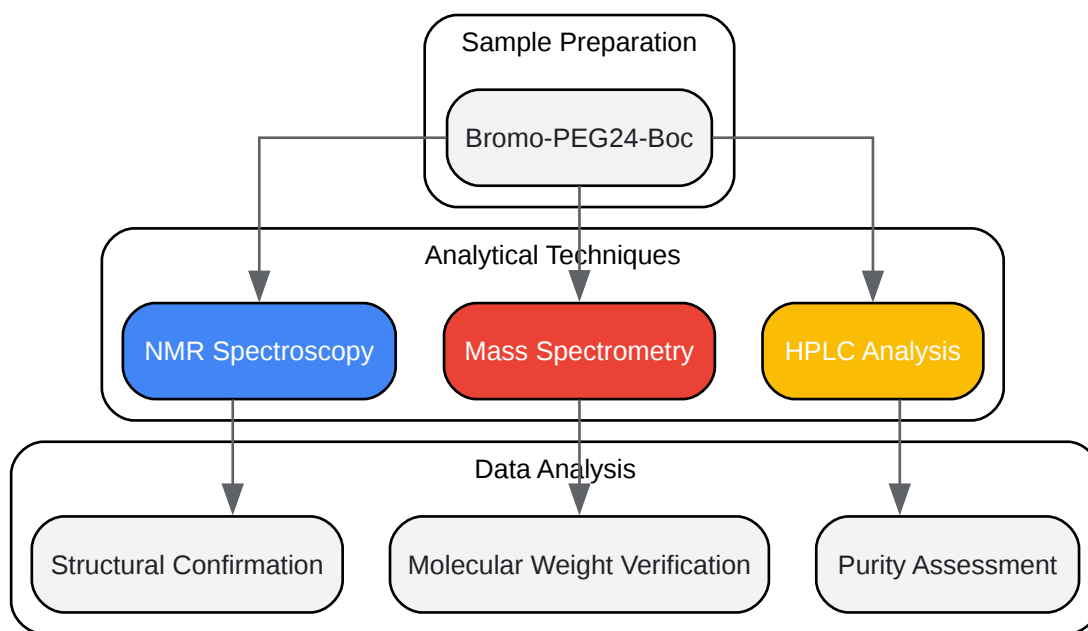 Sample Preparation
Bromo-PEG24-Boc
Analytical Techniques
NMR Spectroscopy
Mass Spectrometry
HPLC Analysis
Data Analysis
Structural Confirmation
Molecular Weight Verification
Purity Assessment